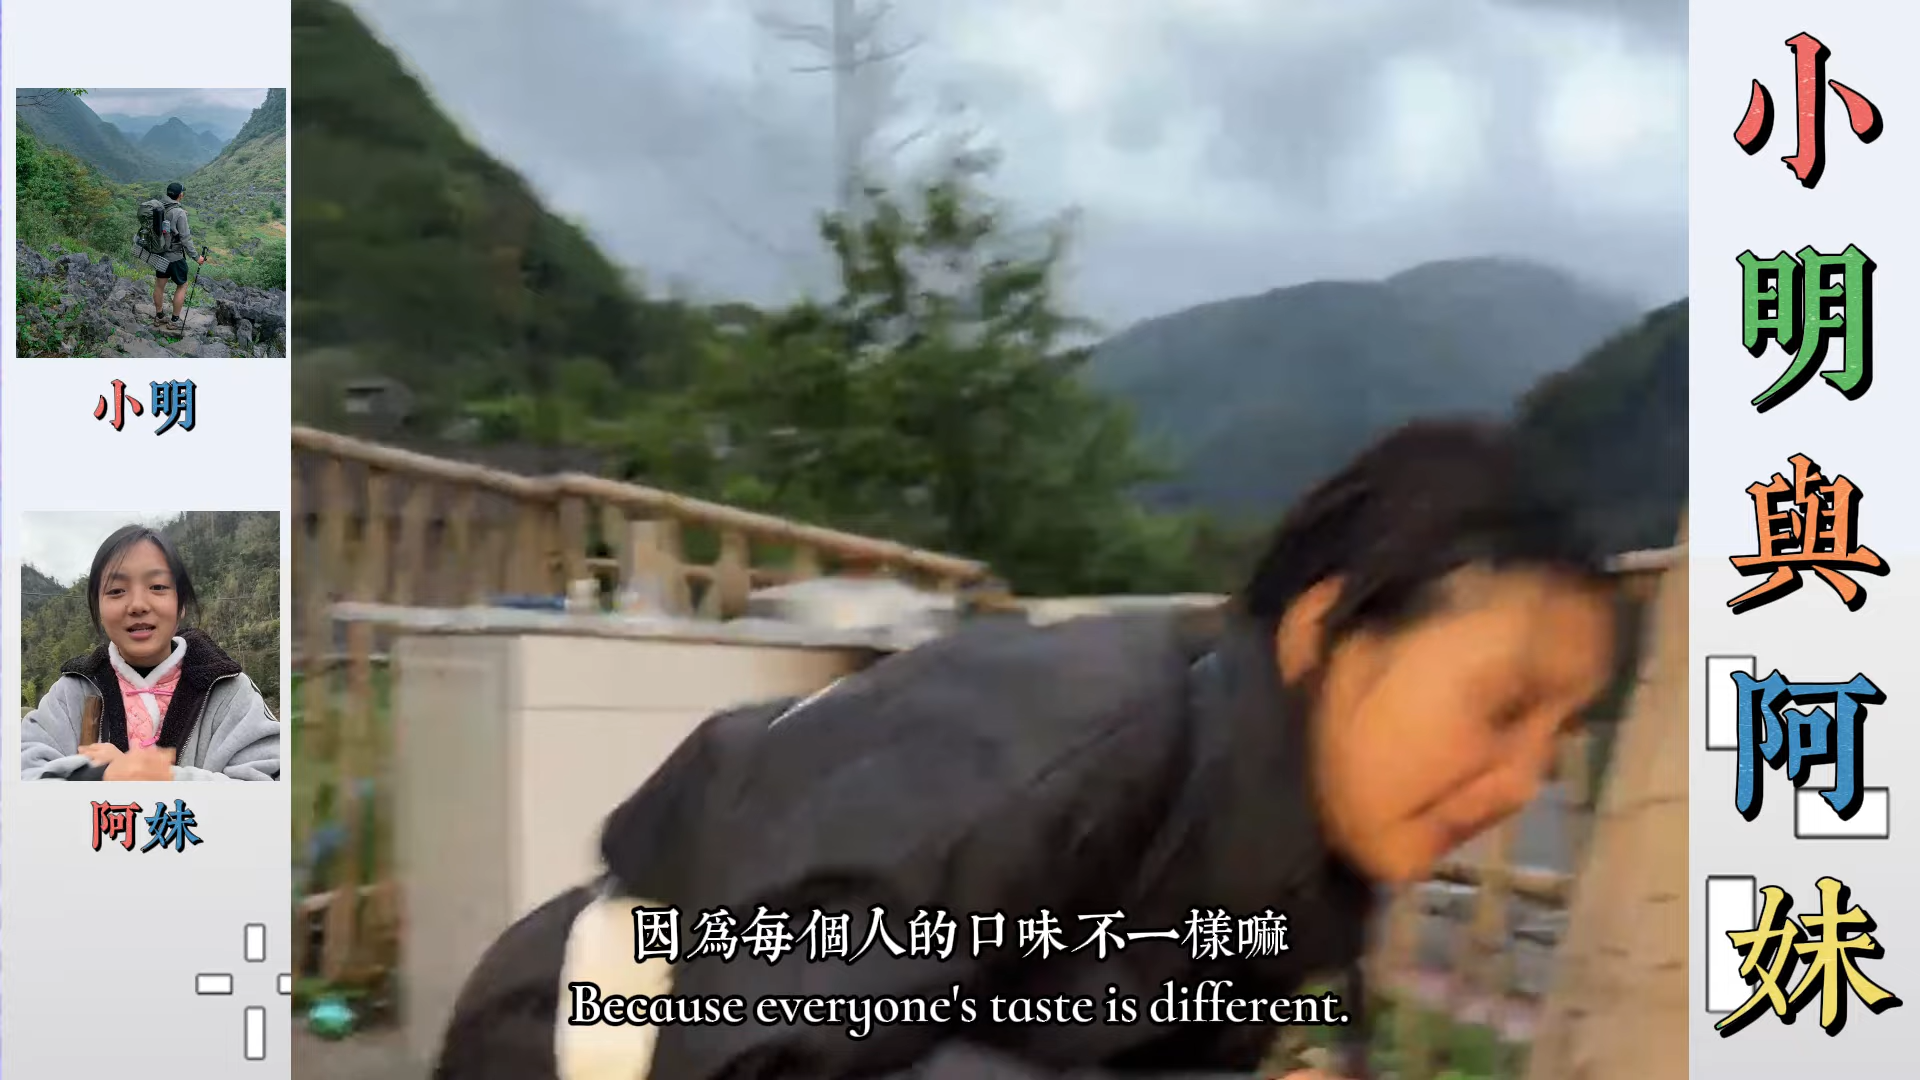 小明
阿妹
因爲每個人的口味不一樣嘛
Because everyone's taste is different.
小明與阿妹